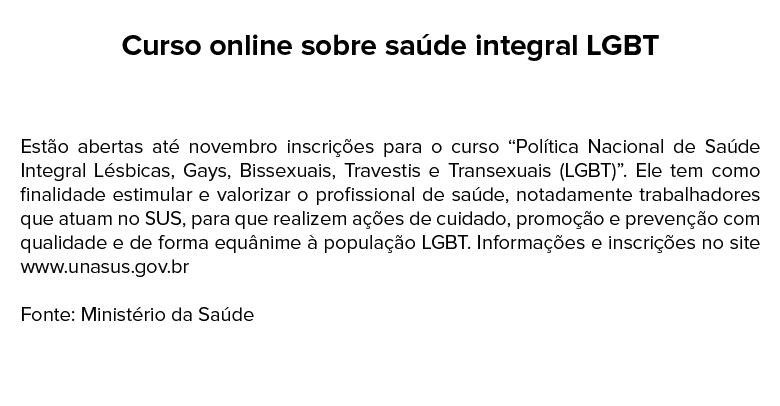 Curso online sobre saúde integral LGBT
Estão abertas até novembro inscrições para o curso “Política Nacional de Saúde
Integral Lésbicas, Gays, Bissexuais, Travestis e Transexuais (LGBT)”. Ele tem como
finalidade estimular e valorizar o profissional de saúde, notadamente trabalhadores
que atuam no SUS, para que realizem ações de cuidado, promoção e prevenção com
qualidade e de forma equânime à população LGBT. Informações e inscrições no site
www.unasus.gov.br
Fonte: Ministério da Saúde